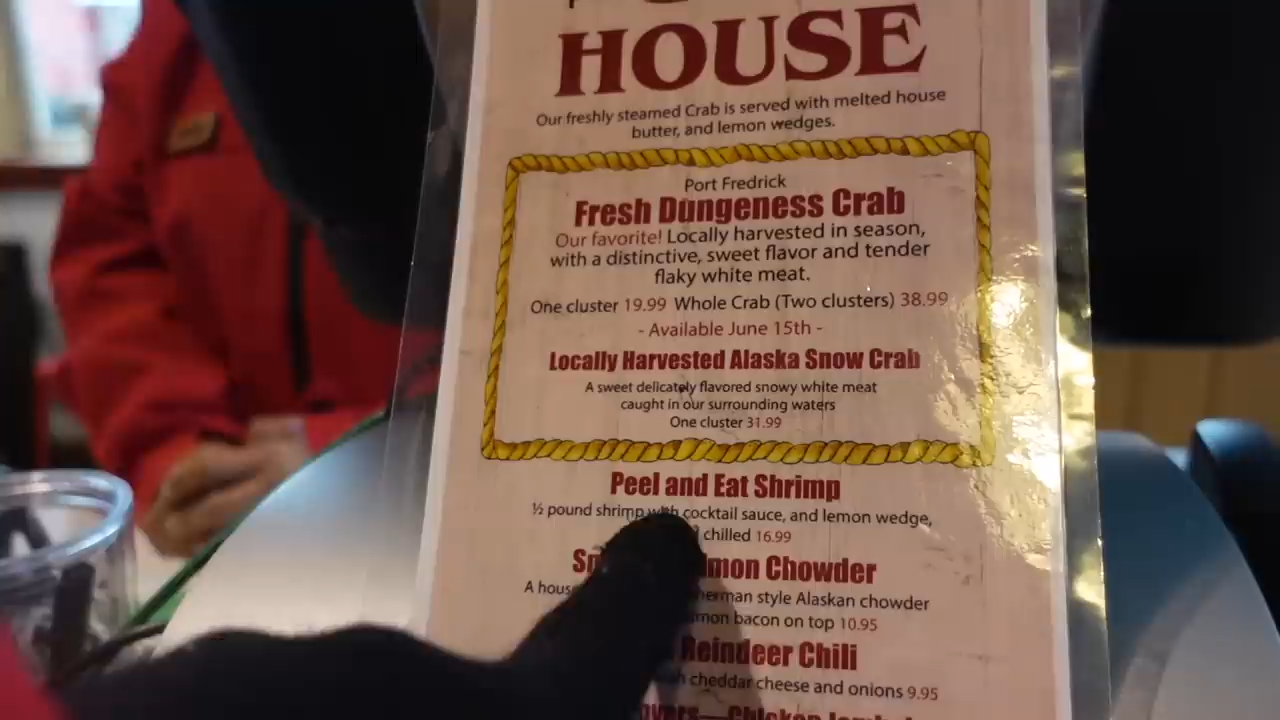 HOUSE
Our freshly steamed Crab is served with melted house
butter, and lemon wedges.
Port Fredrick
Fresh Dungeness Crab
Our favorite! Locally harvested in season,
with a distinctive, sweet flavor and tender
flaky white meat.
One cluster 19.99 Whole Crab (Two clusters) 38.99
- Available June 15th -
Locally Harvested Alaska Snow Crab
A sweet delicately flavored snowy white meat
caught in our surrounding waters
One cluster 31.99
Peel and Eat Shrimp
½ pound shrimp with cocktail sauce, and lemon wedge,
chilled 16.99
Chowder
style Alaskan chowder
bacon on top 10.95
Reindeer Chili
cheddar cheese and onions 9.95